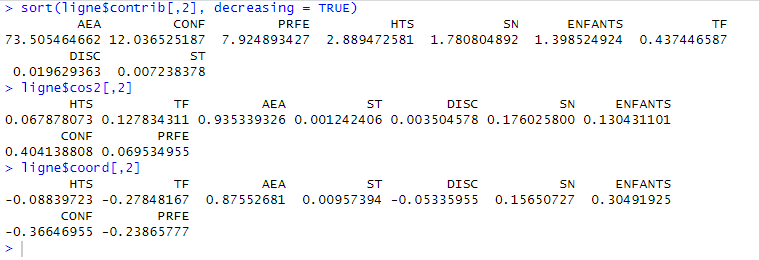 > sort(ligne$contrib[,2], decreasing = TRUE)
AEA CONF PRFE HTS SN ENFANTS TF
73.505464662 12.036525187 7.924893427 2.889472581 1.780804892 1.398524924 0.437446587
DISC ST
0.019629363 0.007238378
> ligne$cos2[,2]
HTS TF AEA ST DISC SN ENFANTS
0.067878073 0.127834311 0.935339326 0.001242406 0.003504578 0.176025800 0.130431101
CONF PRFE
0.404138808 0.069534955
> ligne$coord[,2]
HTS TF AEA ST DISC SN ENFANTS
-0.08839723 -0.27848167 0.87552681 0.00957394 -0.05335955 0.15650727 0.30491925
CONF PRFE
-0.36646955 -0.23865777
>